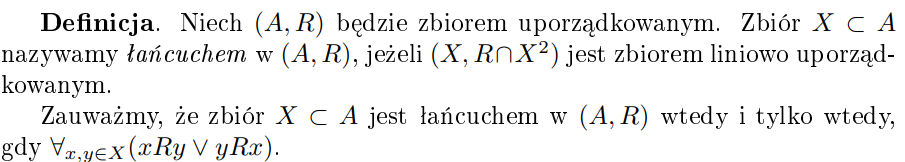 Definicja. Niech (A, R) będzie zbiorem uporządkowanym. Zbiór X ⊂ A
nazywamy łańcuchem w (A, R), jeżeli (X, R∩X²) jest zbiorem liniowo uporząd-
kowanym.
Zauważmy, że zbiór X ⊂ A jest łańcuchem w (A, R) wtedy i tylko wtedy,
gdy ∀x,y∈X(xRy ∨ yRx).